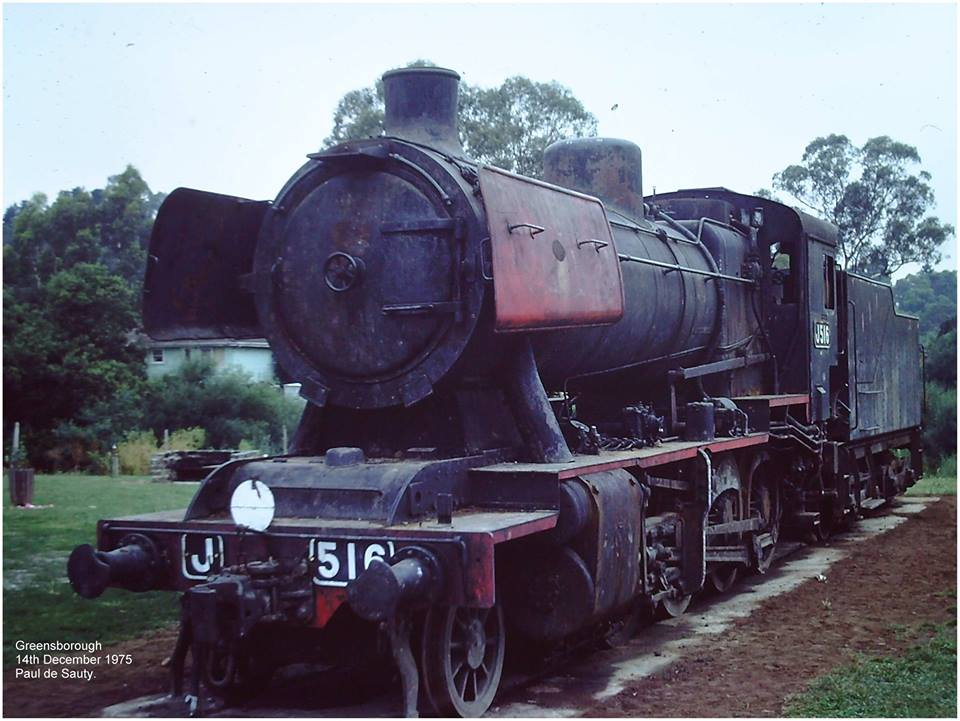 J516
J 516
Greensborough
14th December 1975
Paul de Sauty.